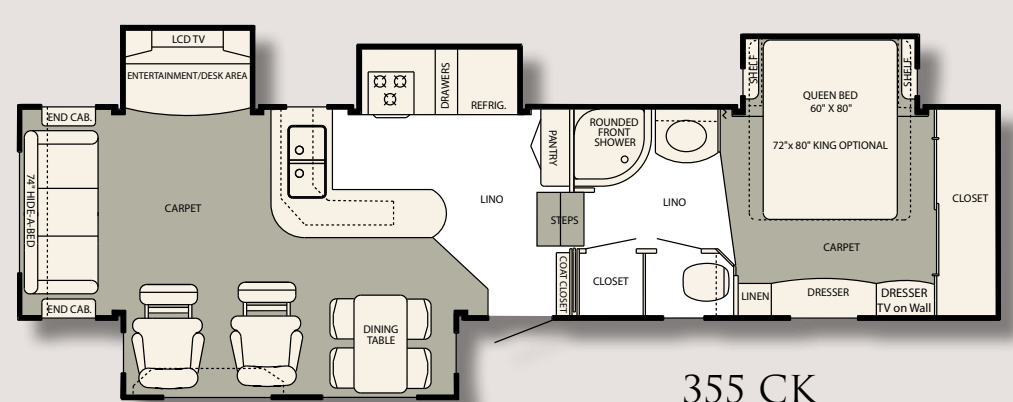 LCD TV
ENTERTAINMENT/DESK AREA
END CAB.
74" HIDE-A-BED
END CAB.
CARPET
DRAWERS
REFRIG.
LINO
PANTRY
STEPS
COAT CLOSET
DINING
TABLE
ROUNDED
FRONT
SHOWER
LINO
CLOSET
SHELF
SHELF
QUEEN BED
60" X 80"
72"x 80" KING OPTIONAL
CARPET
CLOSET
LINEN
DRESSER
DRESSER
TV on Wall
355 CK